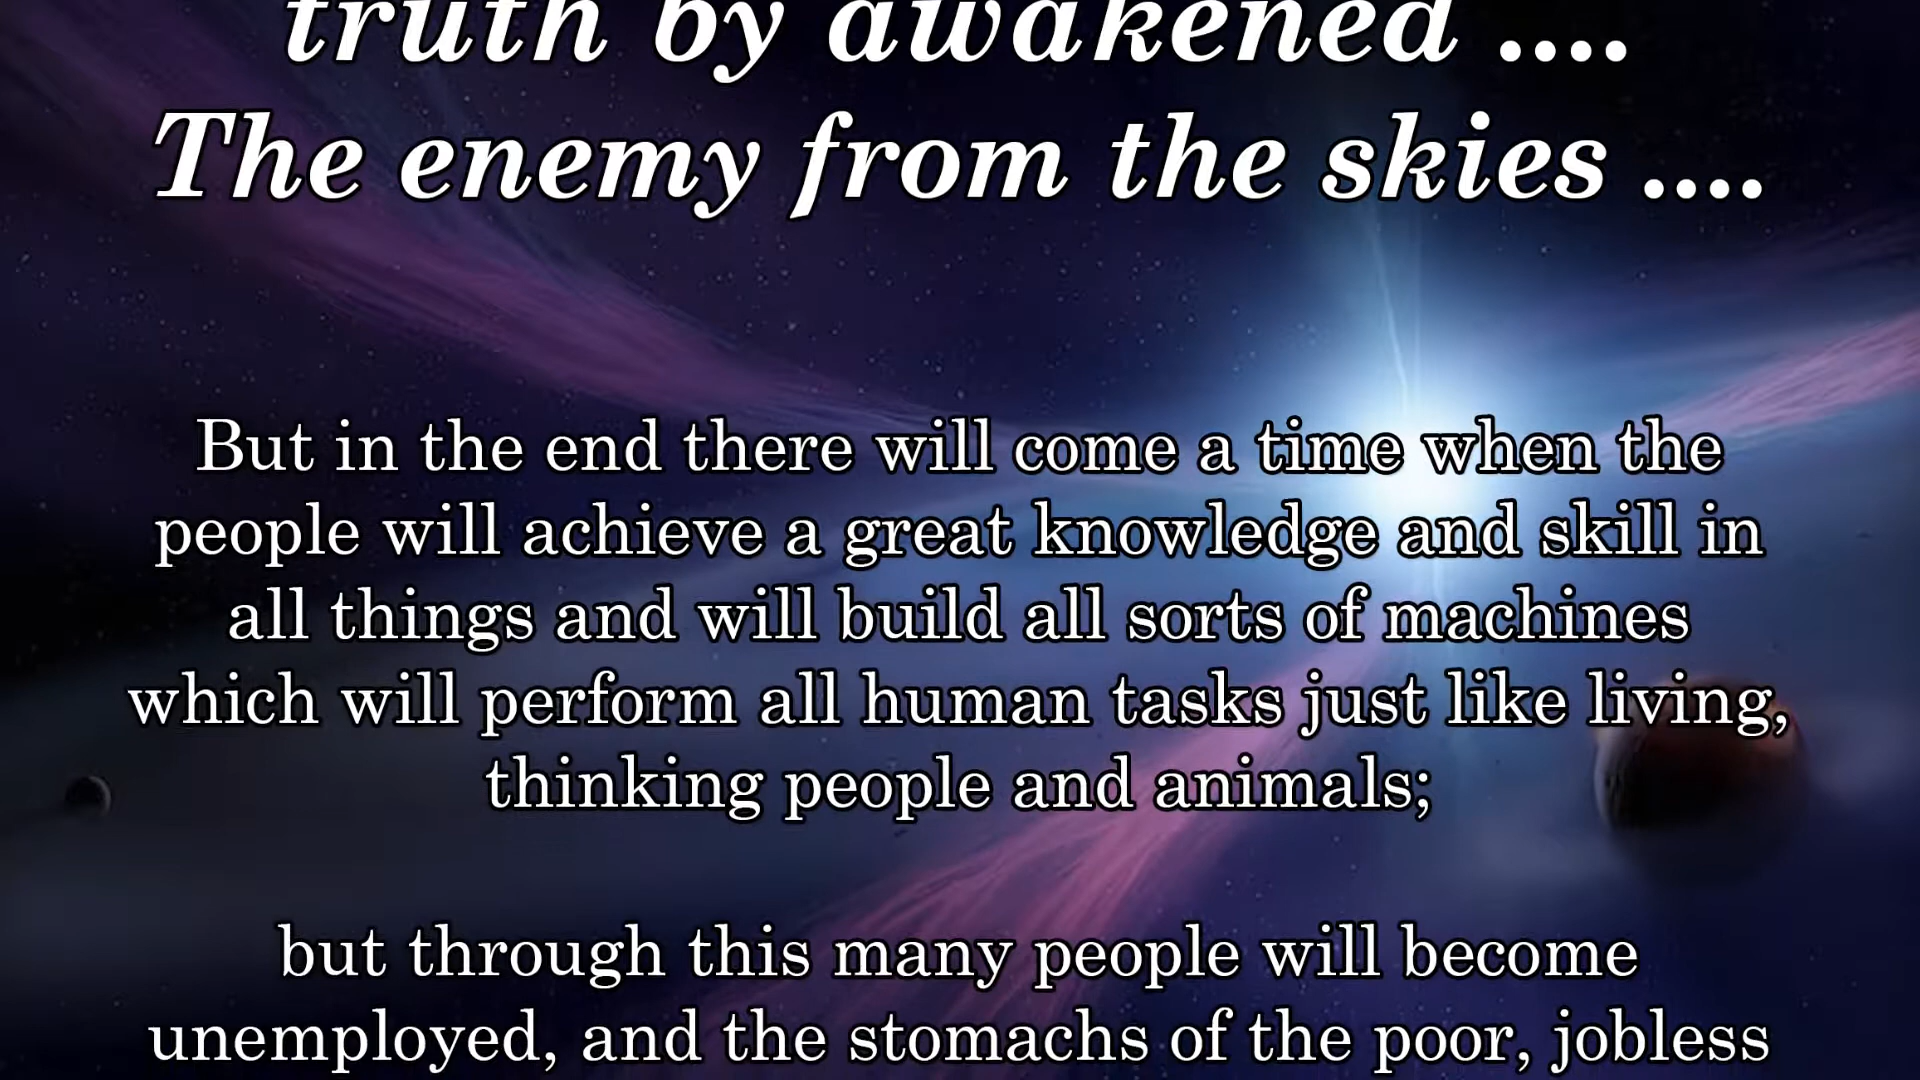 truth by awakened ....
The enemy from the skies ....
But in the end there will come a time when the
people will achieve a great knowledge and skill in
all things and will build all sorts of machines
which will perform all human tasks just like living,
thinking people and animals;
but through this many people will become
unemployed, and the stomachs of the poor, jobless